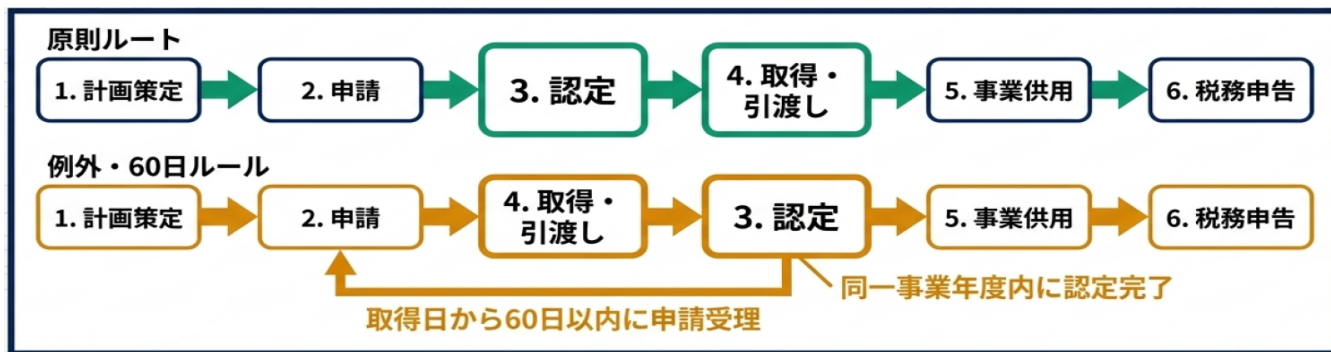 原則ルート
1. 計画策定
2. 申請
3. 認定
4. 取得・
引渡し
5. 事業供用
6. 税務申告
例外・60日ルール
1. 計画策定
2. 申請
4. 取得・
引渡し
3. 認定
5. 事業供用
6. 税務申告
同一事業年度内に認定完了
取得日から60日以内に申請受理